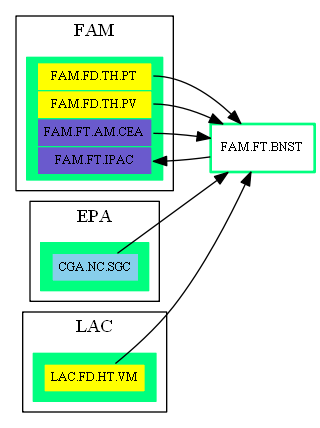 FAM
FAM.FD.TH.PT
FAM.FD.TH.PV
FAM.FT.AM.CEA
FAM.FT.IPAC
FAM.FT.BNST
EPA
CGA.NC.SGC
LAC
LAC.FD.HT.VM